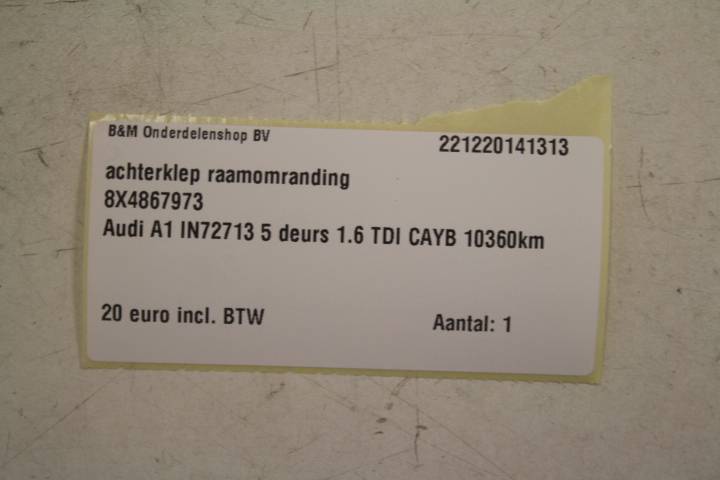 B&M Onderdelenshop BV 221220141313
achterklep raamomranding
8X4867973
Audi A1 IN72713 5 deurs 1.6 TDI CAYB 10360km
20 euro incl. BTW Aantal: 1